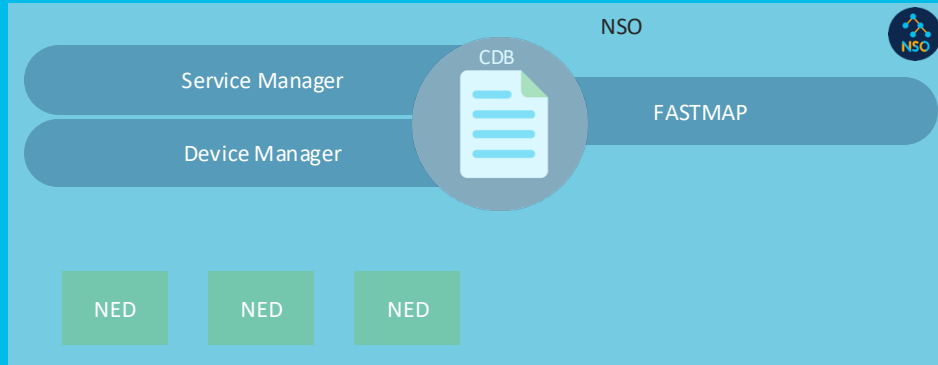 NSO
NSO
CDB
Service Manager
FASTMAP
Device Manager
NED
NED
NED